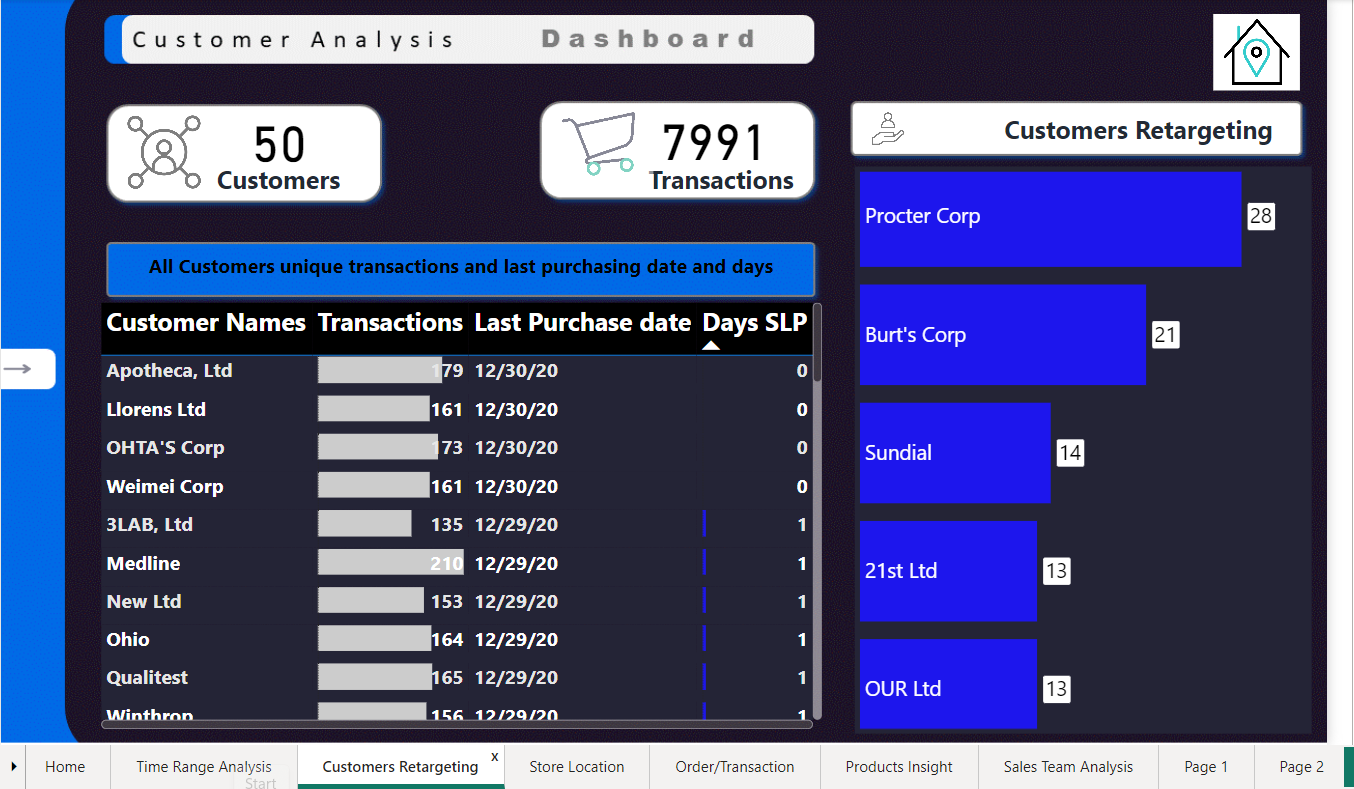 Customer Analysis Dashboard
50
Customers
7991
Transactions
Customers Retargeting
All Customers unique transactions and last purchasing date and days
Customer Names Transactions Last Purchase date Days SLP
Apotheca, Ltd 179 12/30/20 0
Llorens Ltd 161 12/30/20 0
OHTA'S Corp 173 12/30/20 0
Weimei Corp 161 12/30/20 0
3LAB, Ltd 135 12/29/20 1
Medline 210 12/29/20 1
New Ltd 153 12/29/20 1
Ohio 164 12/29/20 1
Qualitest 165 12/29/20 1
Winthrop 156 12/29/20 1
Procter Corp 28
Burt's Corp 21
Sundial 14
21st Ltd 13
OUR Ltd 13
Home Time Range Analysis Customers Retargeting x Store Location Order/Transaction Products Insight Sales Team Analysis Page 1 Page 2
Start